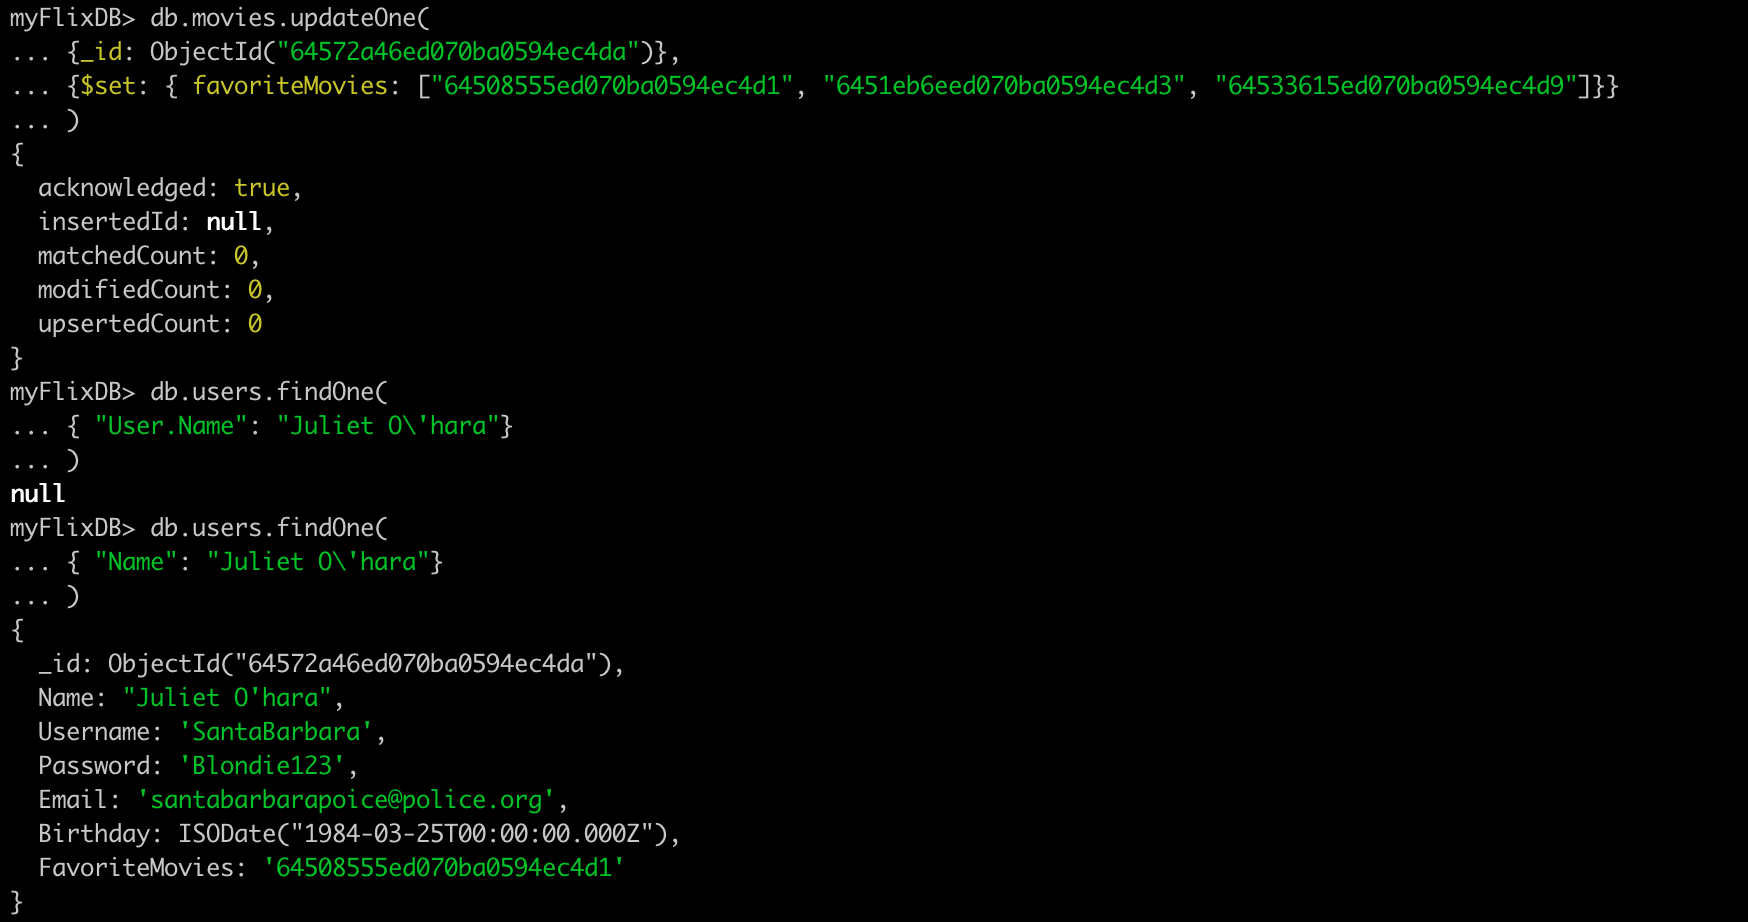 myFlixDB> db.movies.updateOne(
... {_id: ObjectId("64572a46ed070ba0594ec4da")},
... {$set: { favoriteMovies: ["64508555ed070ba0594ec4d1", "6451eb6eed070ba0594ec4d3", "64533615ed070ba0594ec4d9"]}}
... )
{
  acknowledged: true,
  insertedId: null,
  matchedCount: 0,
  modifiedCount: 0,
  upsertedCount: 0
}
myFlixDB> db.users.findOne(
... { "User.Name": "Juliet O\'hara"}
... )
null
myFlixDB> db.users.findOne(
... { "Name": "Juliet O\'hara"}
... )
{
  _id: ObjectId("64572a46ed070ba0594ec4da"),
  Name: "Juliet O'hara",
  Username: 'SantaBarbara',
  Password: 'Blondie123',
  Email: 'santabarbarapoice@police.org',
  Birthday: ISODate("1984-03-25T00:00:00.000Z"),
  FavoriteMovies: '64508555ed070ba0594ec4d1'
}